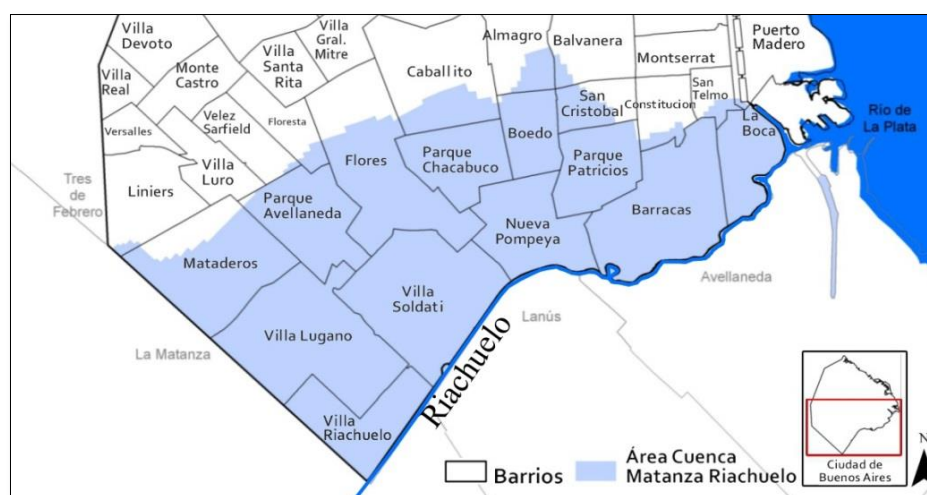 Villa
Devoto
Villa
Gral.
Mitre
Almagro
Balvanera
Puerto
Madero
Villa
Real
Monte
Castro
Villa
Santa
Rita
Caballito
Montserrat
San
Telmo
Versalles
Velez
Sarfield
Floresta
San
Cristobal
Constitucion
La
Boca
Río de
La Plata
Liniers
Villa
Luro
Flores
Parque
Chacabuco
Boedo
Parque
Patricios
Tres
de
Febrero
Parque
Avellaneda
Nueva
Pompeya
Barracas
Mataderos
Villa
Soldati
Avellaneda
La Matanza
Villa Lugano
Lanús
Riachuelo
Villa
Riachuelo
Barrios
Área Cuenca
Matanza Riachuelo
Ciudad de
Buenos Aires
N